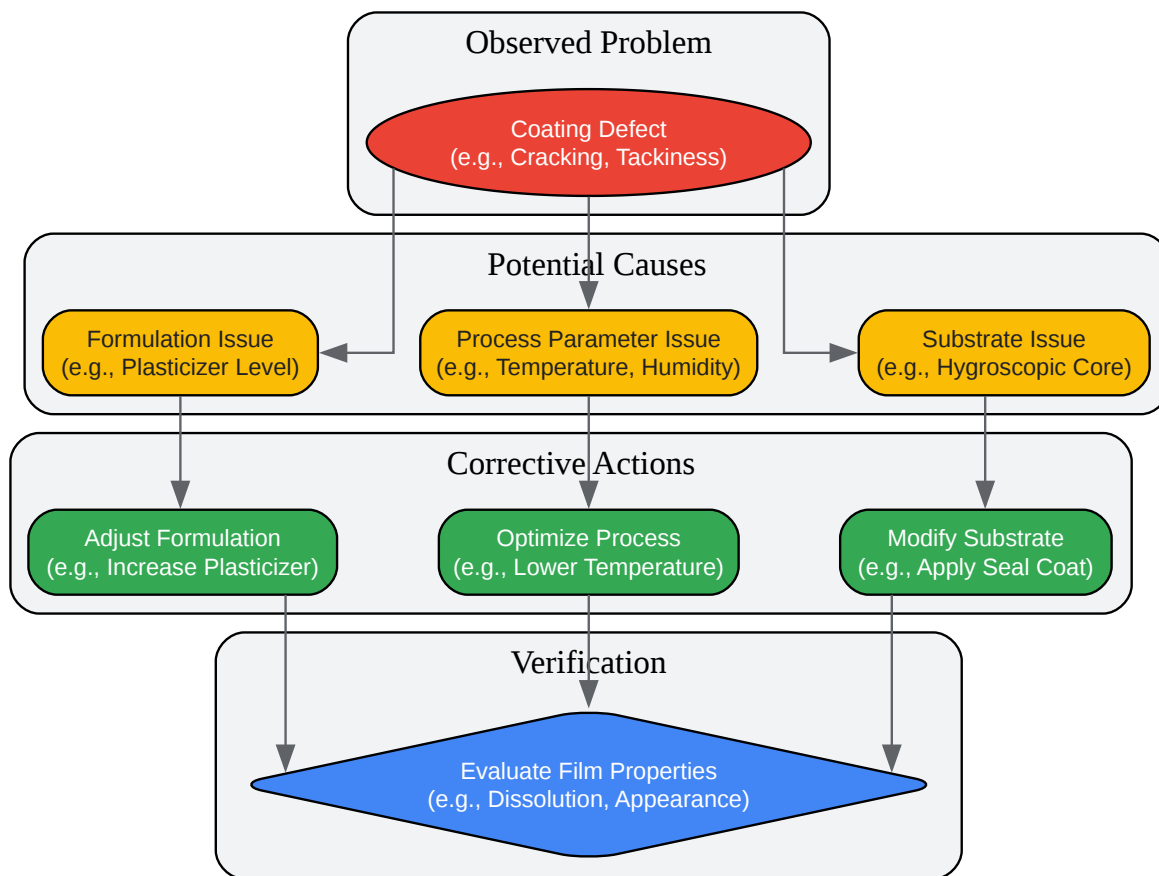 Observed Problem
Coating Defect
(e.g., Cracking, Tackiness)
Potential Causes
Formulation Issue
(e.g., Plasticizer Level)
Process Parameter Issue
(e.g., Temperature, Humidity)
Substrate Issue
(e.g., Hygroscopic Core)
Corrective Actions
Adjust Formulation
(e.g., Increase Plasticizer)
Optimize Process
(e.g., Lower Temperature)
Modify Substrate
(e.g., Apply Seal Coat)
Verification
Evaluate Film Properties
(e.g., Dissolution, Appearance)